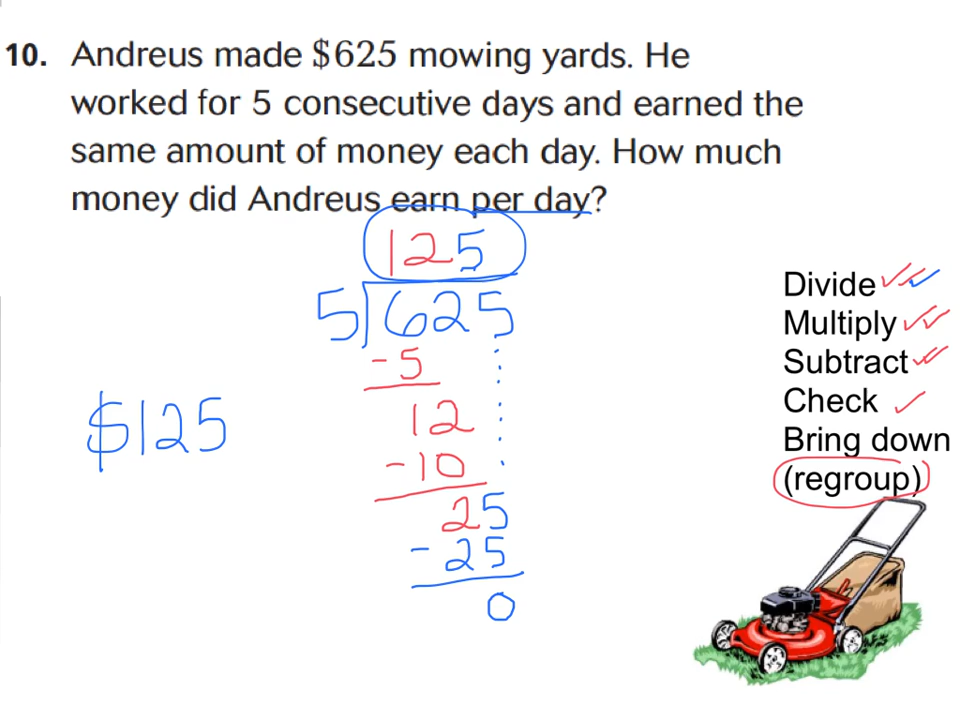 10. Andreus made $625 mowing yards. He
worked for 5 consecutive days and earned the
same amount of money each day. How much
money did Andreus earn per day?
125
5)625
-5
12
-10
25
-25
0
$125
Divide
Multiply
Subtract
Check
Bring down
(regroup)